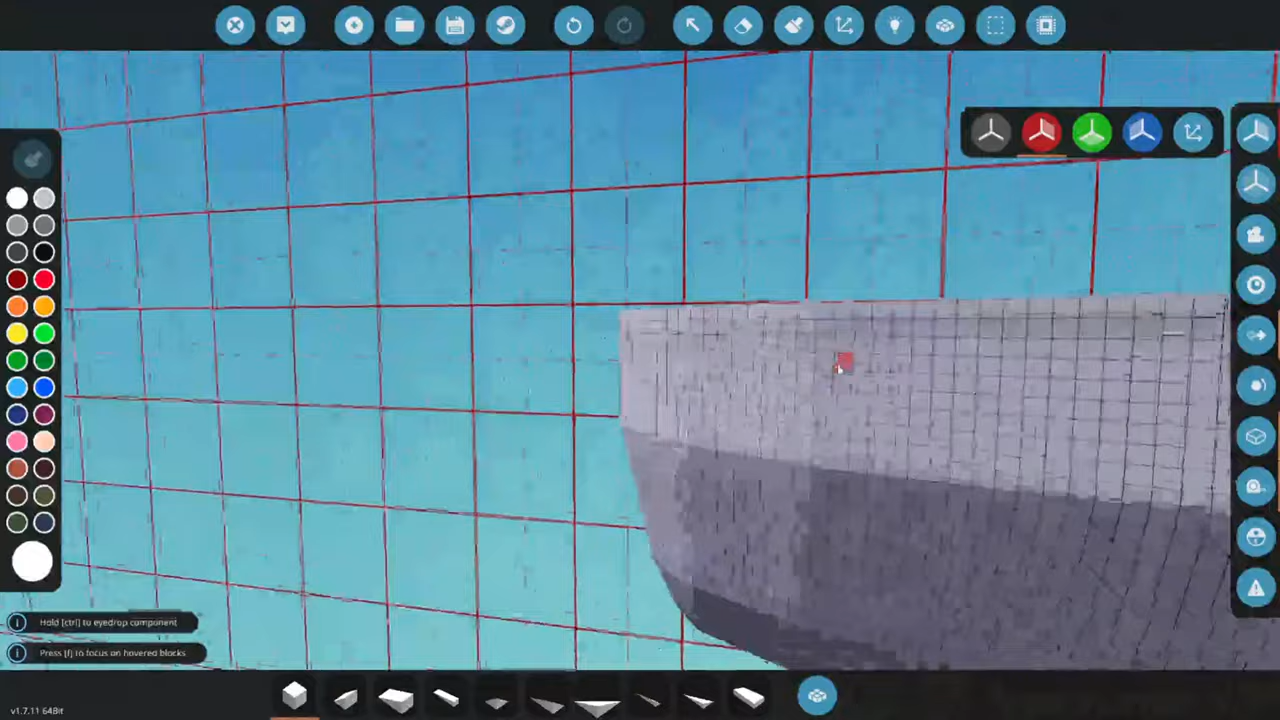 Hold [ctrl] to eyedrop component
Press [f] to focus on hovered blocks
v1.7.11 64Bit